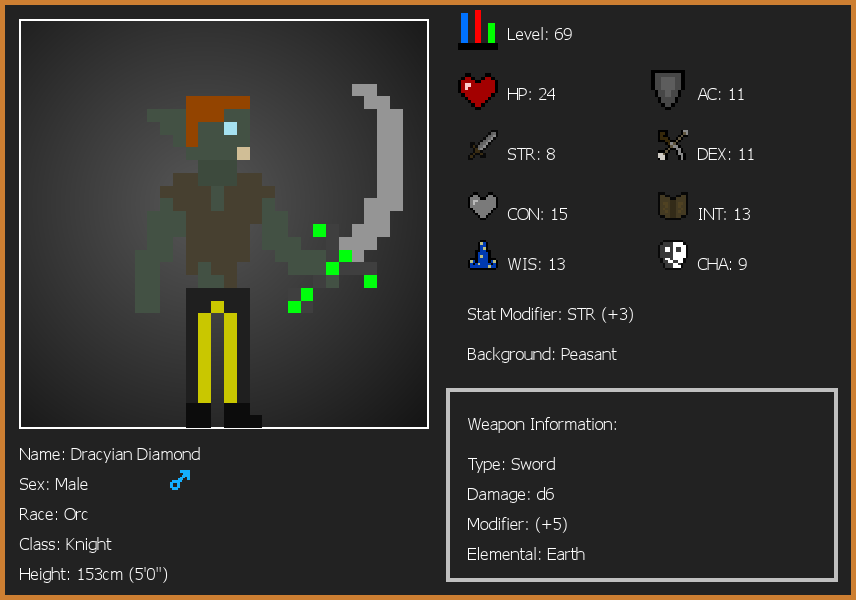 Level: 69
HP: 24
AC: 11
STR: 8
DEX: 11
CON: 15
INT: 13
WIS: 13
CHA: 9
Stat Modifier: STR (+3)
Background: Peasant
Weapon Information:
Type: Sword
Damage: d6
Modifier: (+5)
Elemental: Earth
Name: Dracyian Diamond
Sex: Male
Race: Orc
Class: Knight
Height: 153cm (5'0")